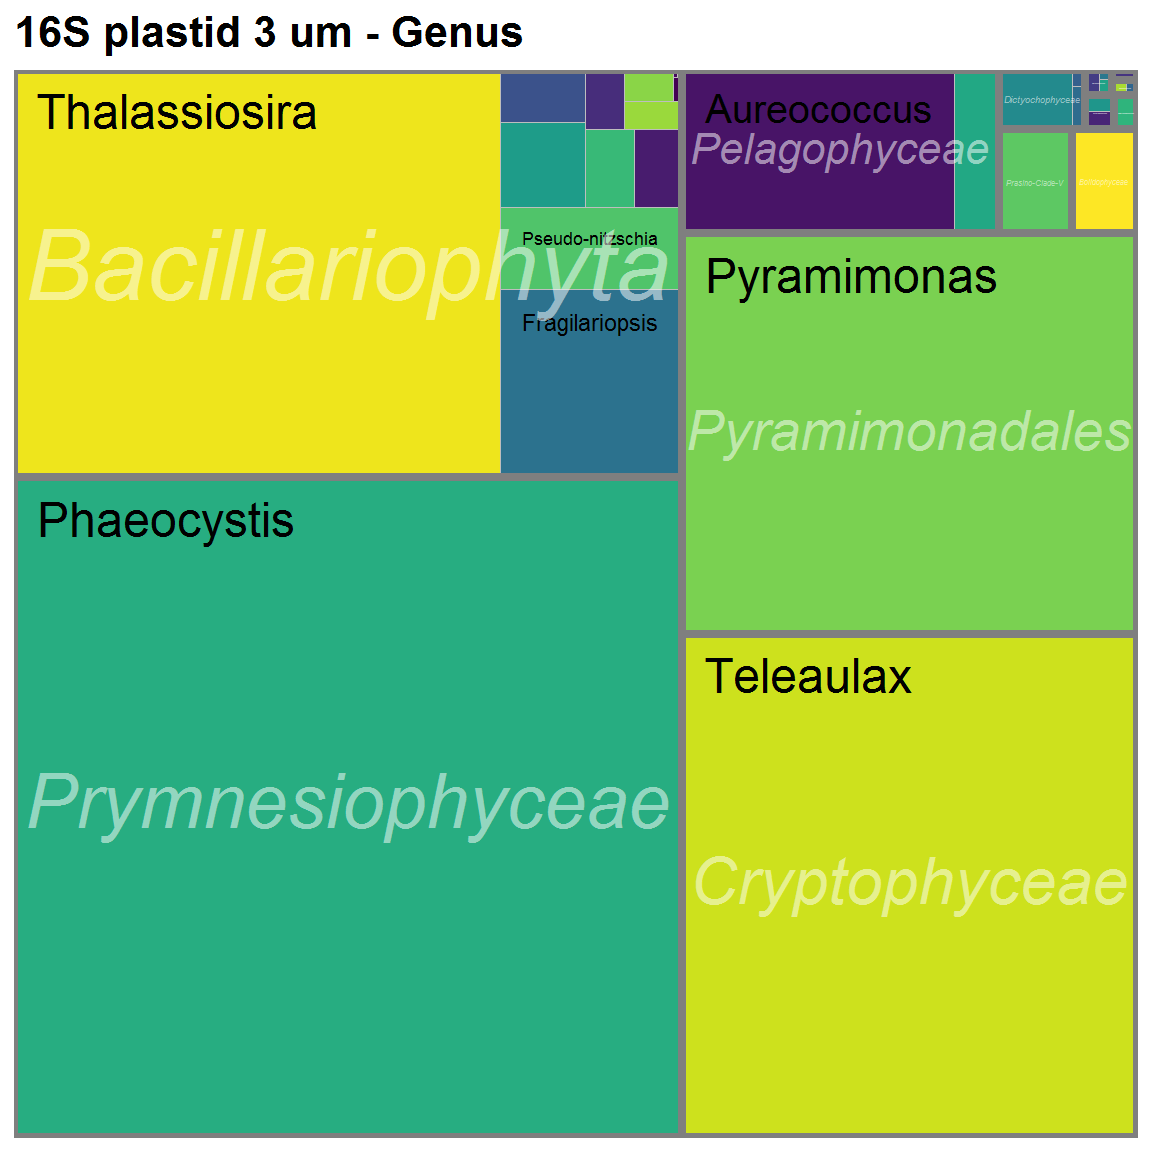 16S plastid 3 um - Genus
Thalassiosira
Bacillariophyta
Pseudo-nitzschia
Fragilariopsis
Phaeocystis
Prymnesiophyceae
Aureococcus
Pelagophyceae
Dictyochophyceae
Prasino-Clade-V
Pyramimonas
Pyramimonadales
Teleaulax
Cryptophyceae